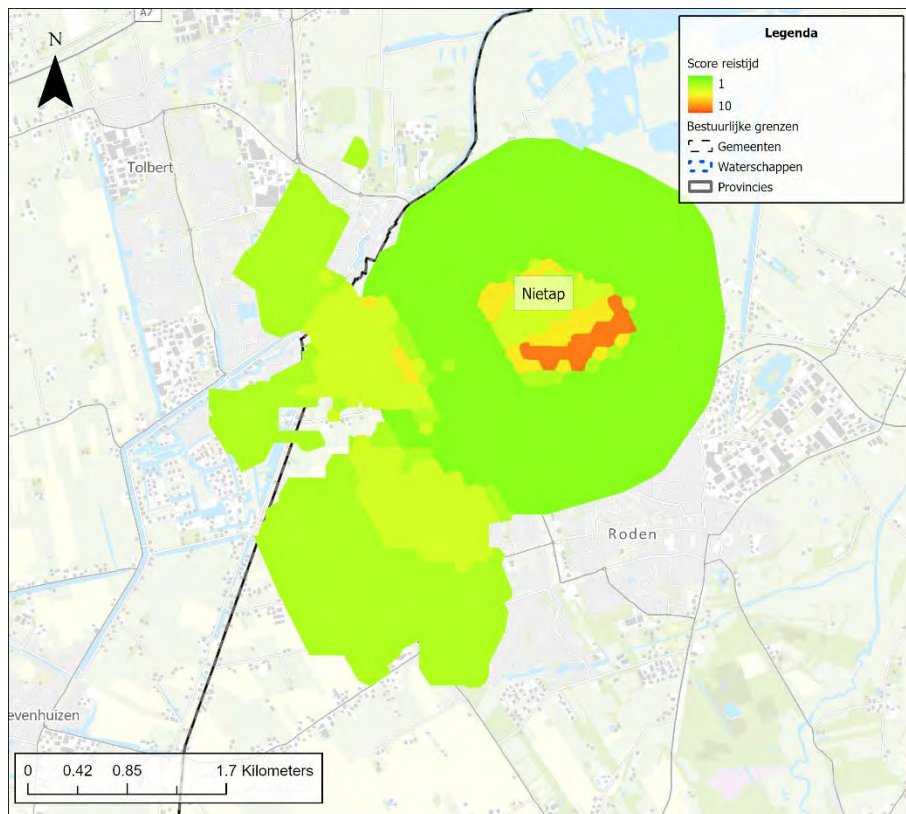 A7
N
Tolbert
Legenda
Score reistijd
1
10
Bestuurlijke grenzen
Gemeenten
Waterschappen
Provincies
Nietap
Roden
evenhuizen
0 0.42 0.85 1.7 Kilometers